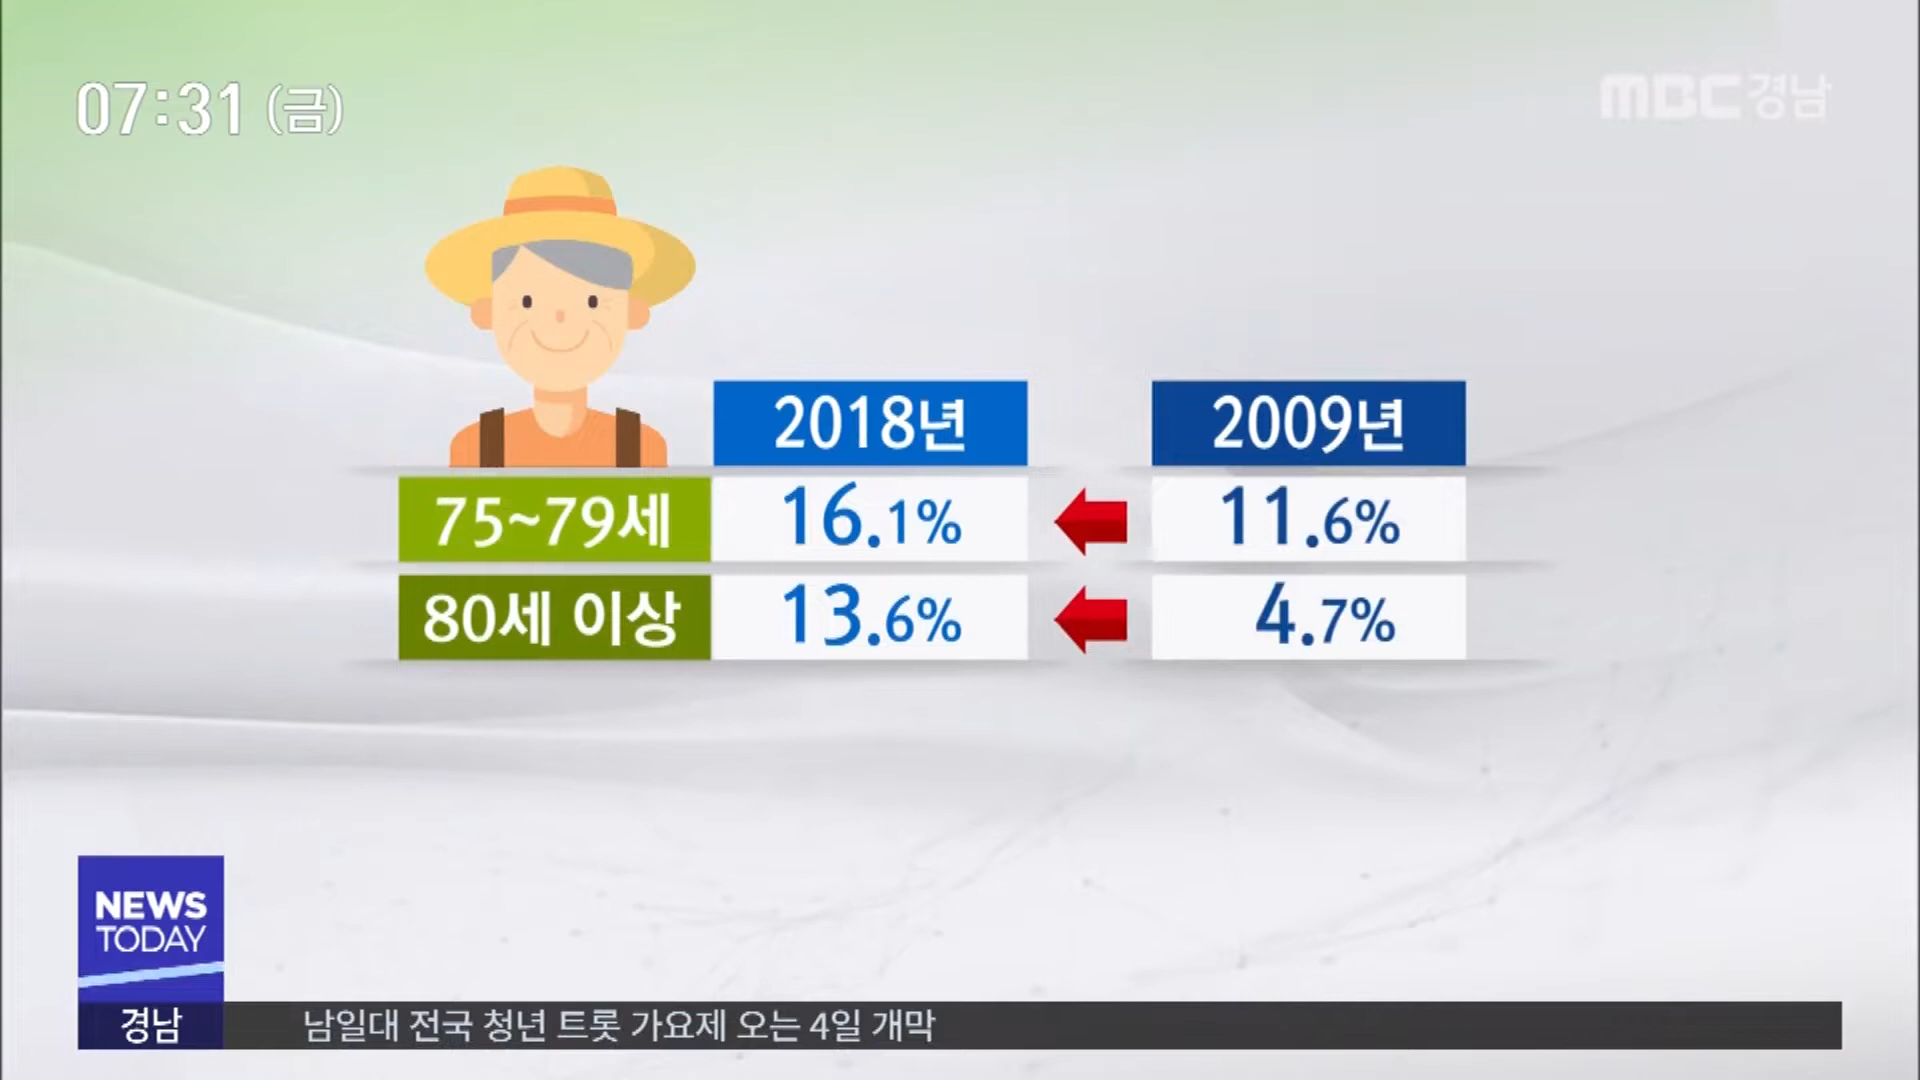 07:31 (금)
MBC경남
2018년 2009년
75~79세 16.1% 11.6%
80세 이상 13.6% 4.7%
NEWS
TODAY
경남
남일대 전국 청년 트롯 가요제 오는 4일 개막